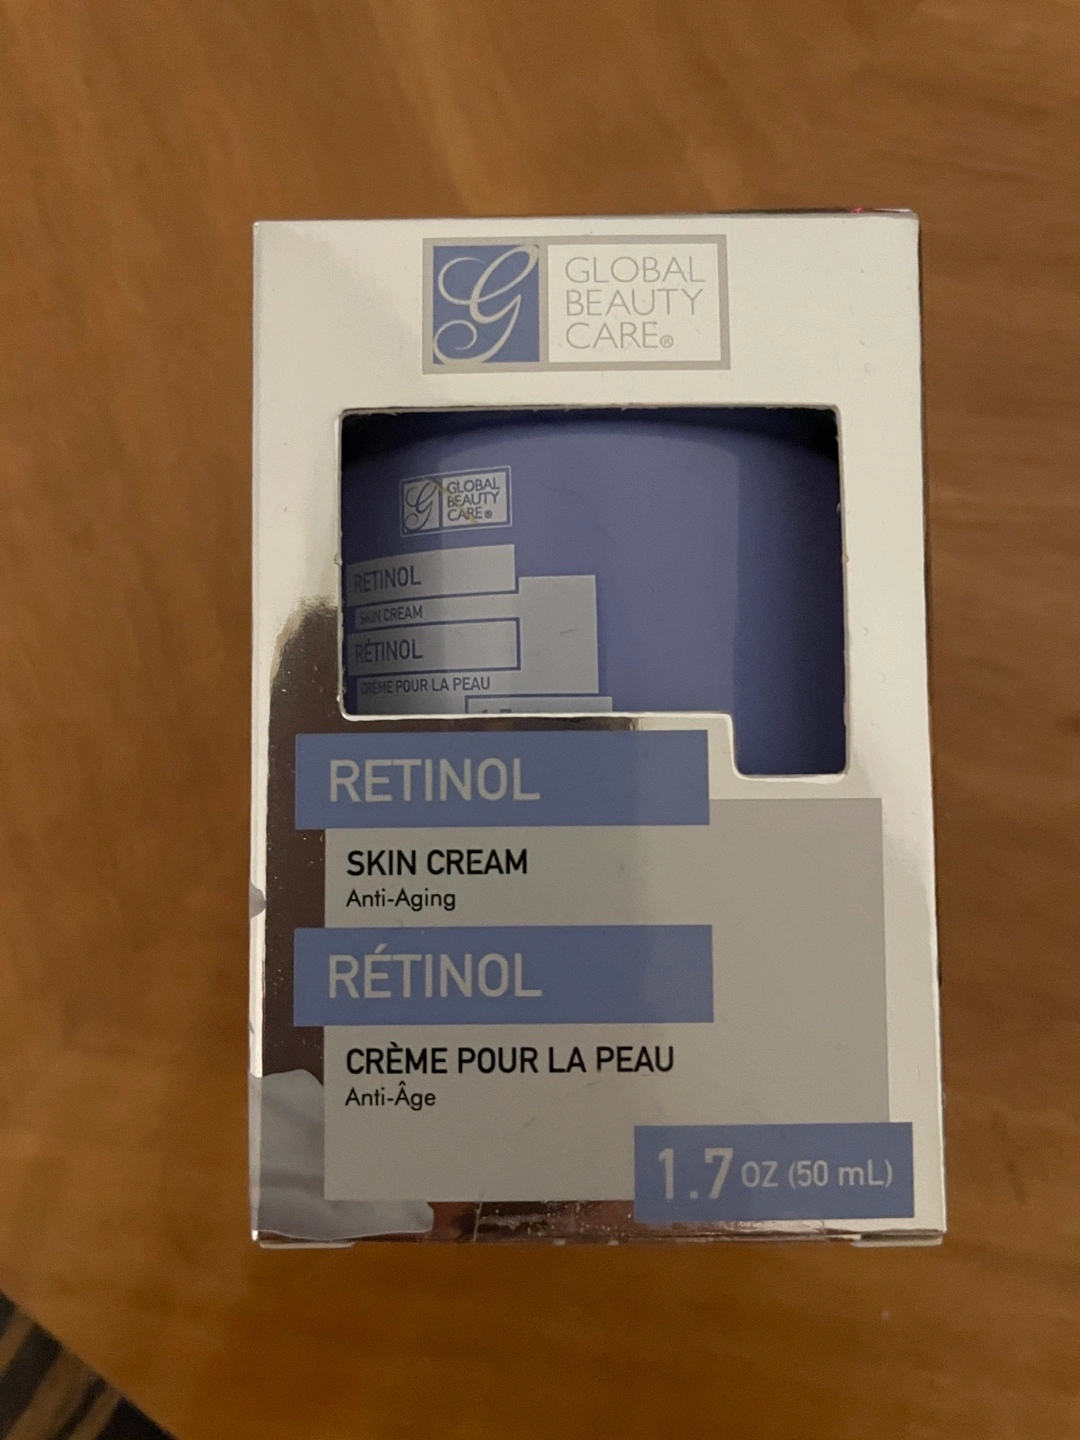 GLOBAL
BEAUTY
CARE®
GLOBAL
BEAUTY
CARE®
RETINOL
SKIN CREAM
RÉTINOL
CRÈME POUR LA PEAU
RETINOL
SKIN CREAM
Anti-Aging
RÉTINOL
CRÈME POUR LA PEAU
Anti-Âge
1.7 OZ (50 mL)